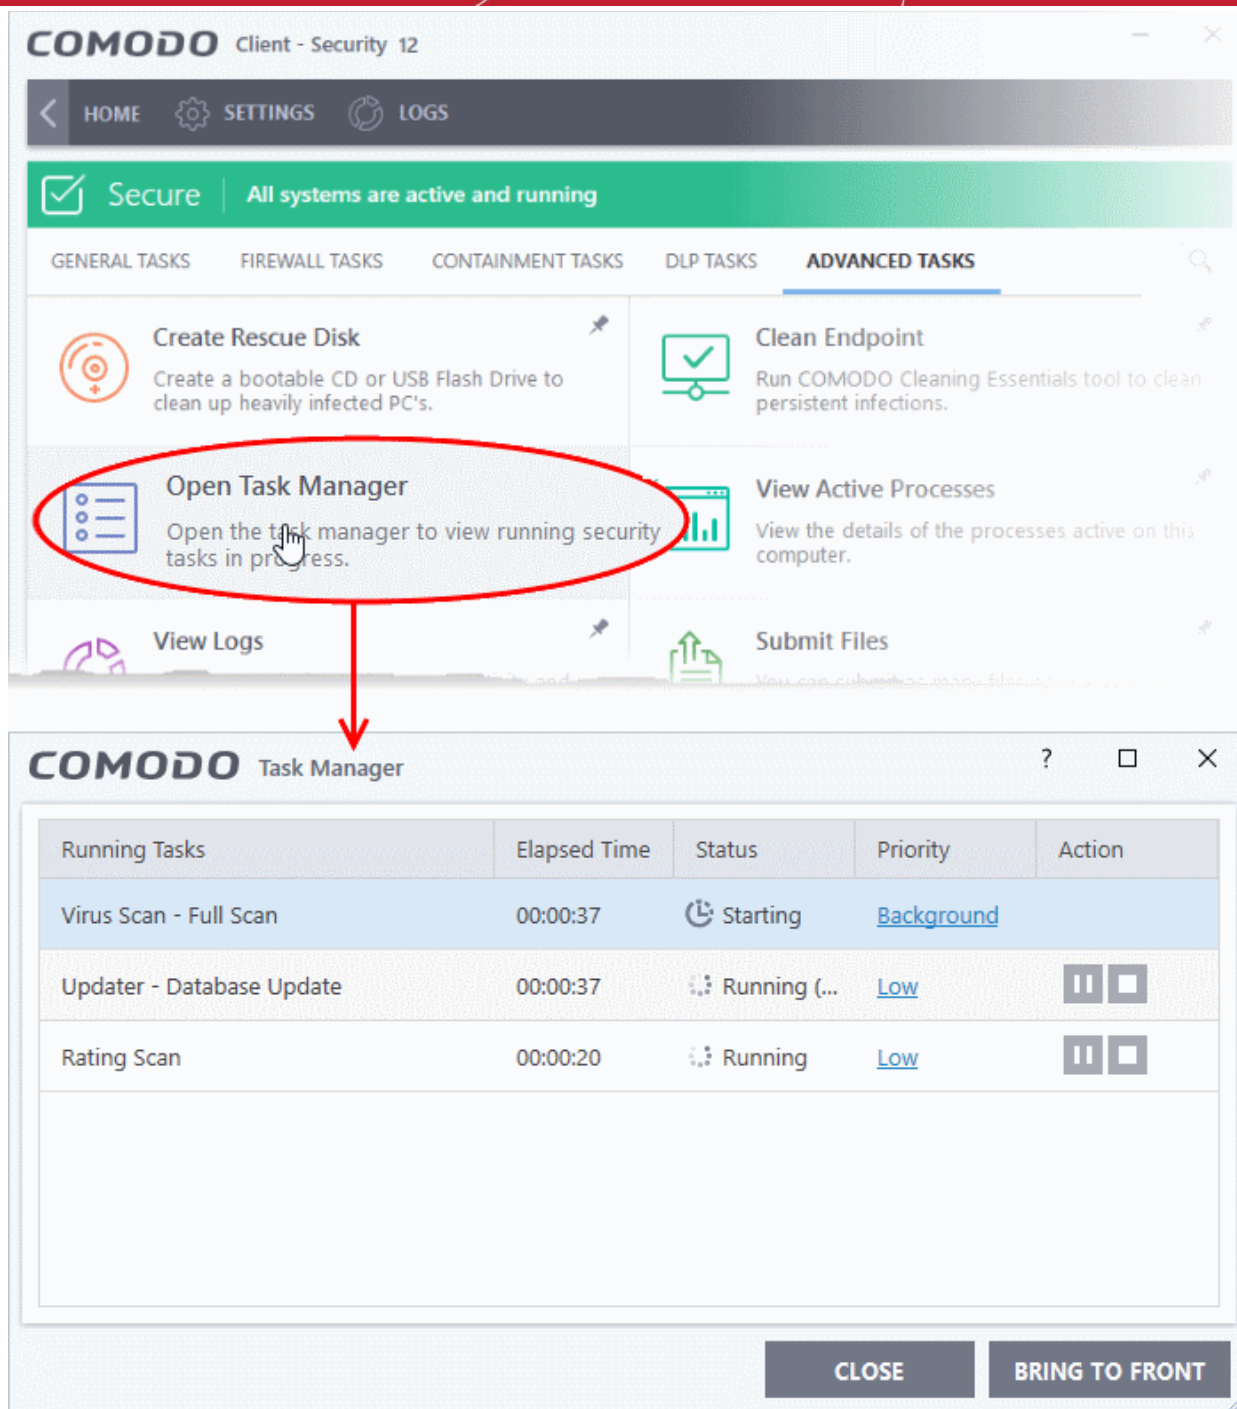 COMODO Client - Security 12
HOME SETTINGS LOGS
Secure All systems are active and running
GENERAL TASKS FIREWALL TASKS CONTAINMENT TASKS DLP TASKS ADVANCED TASKS
Create Rescue Disk
Create a bootable CD or USB Flash Drive to
clean up heavily infected PC's.
Clean Endpoint
Run COMODO Cleaning Essentials tool to clean
persistent infections.
Open Task Manager
Open the task manager to view running security
tasks in progress.
View Active Processes
View the details of the processes active on this
computer.
View Logs
Submit Files
You can submit as many files
COMODO Task Manager ?
Running Tasks Elapsed Time Status Priority Action
Virus Scan - Full Scan 00:00:37 Starting Background
Updater - Database Update 00:00:37 Running (... Low
Rating Scan 00:00:20 Running Low
CLOSE BRING TO FRONT